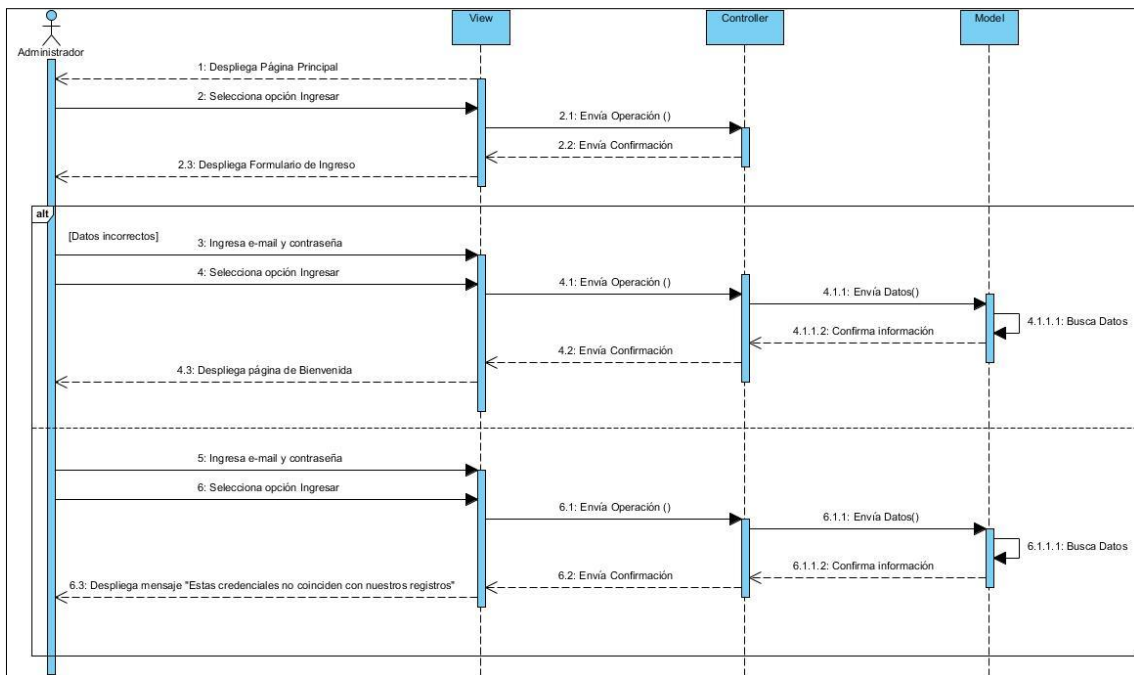 View
Controller
Model
Administrador
1: Despliega Página Principal
2: Selecciona opción Ingresar
2.1: Envía Operación ()
2.2: Envía Confirmación
2.3: Despliega Formulario de Ingreso
alt
[Datos incorrectos]
3: Ingresa e-mail y contraseña
4: Selecciona opción Ingresar
4.1: Envía Operación ()
4.1.1: Envía Datos()
4.1.1.1: Busca Datos
4.1.1.2: Confirma información
4.2: Envía Confirmación
4.3: Despliega página de Bienvenida
5: Ingresa e-mail y contraseña
6: Selecciona opción Ingresar
6.1: Envía Operación ()
6.1.1: Envía Datos()
6.1.1.1: Busca Datos
6.1.1.2: Confirma información
6.2: Envía Confirmación
6.3: Despliega mensaje "Estas credenciales no coinciden con nuestros registros"